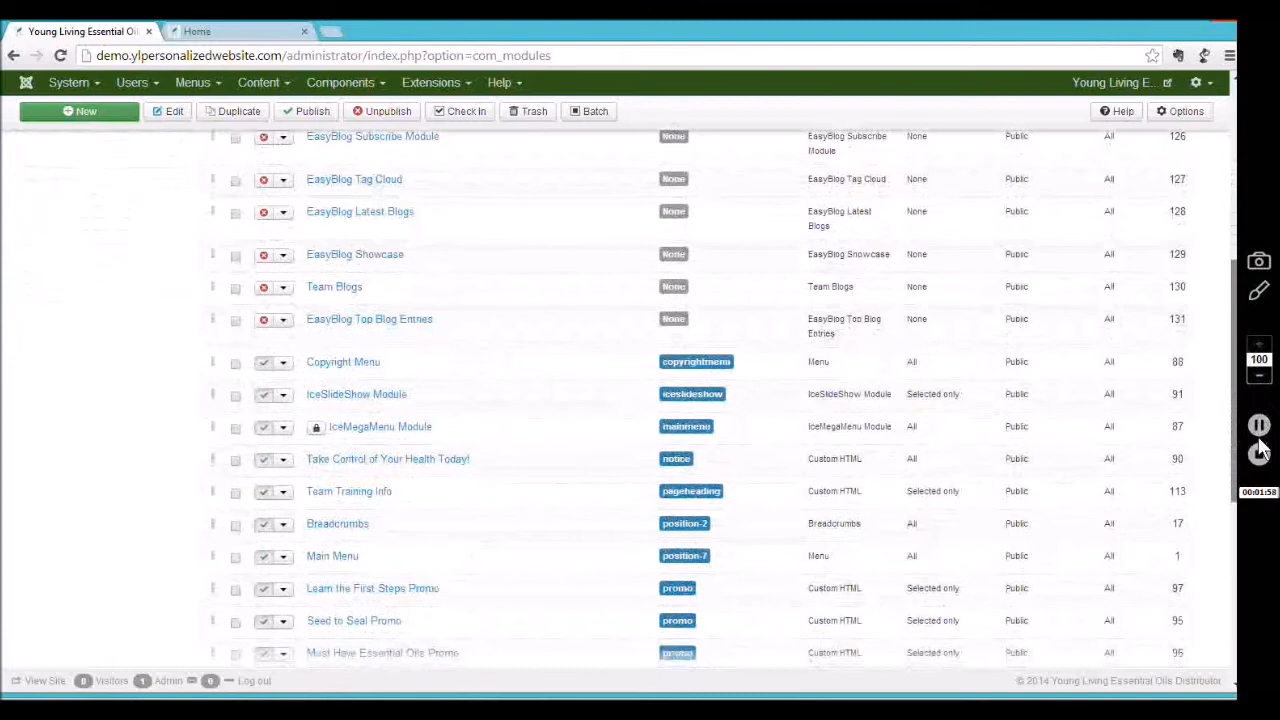 Young Living Essential Oil × Home ×
demo.ylpersonalizedwebsite.com/administrator/index.php?option=com_modules
System Users Menus Content Components Extensions Help Young Living E...
New Edit Duplicate Publish Unpublish Check In Trash Batch Help Options
EasyBlog Subscribe Module None EasyBlog Subscribe None Public All 126
Module
EasyBlog Tag Cloud None EasyBlog Tag Cloud None Public All 127
EasyBlog Latest Blogs None EasyBlog Latest None Public All 128
Blogs
EasyBlog Showcase None EasyBlog Showcase None Public All 129
Team Blogs None Team Blogs None Public All 130
EasyBlog Top Blog Entries None EasyBlog Top Blog None Public All 131
Entries
Copyright Menu copyrightmenu Menu All Public All 88
IceSlideShow Module iceslideshow IceSlideShow Module Selected only Public All 91
100
IceMegaMenu Module mainmenu IceMegaMenu Module All Public All 87
Take Control of Your Health Today! notice Custom HTML All Public All 90
Team Training Info pageheading Custom HTML Selected only Public All 113
00:01:58
Breadcrumbs position-2 Breadcrumbs All Public All 17
Main Menu position-7 Menu All Public All 1
Learn the First Steps Promo promo Custom HTML Selected only Public All 97
Seed to Seal Promo promo Custom HTML Selected only Public All 95
Must Have Essential Oils Promo promo Custom HTML Selected only Public All 96
View Site 0 Visitors 1 Admin 0 Log out © 2014 Young Living Essential Oils Distributor